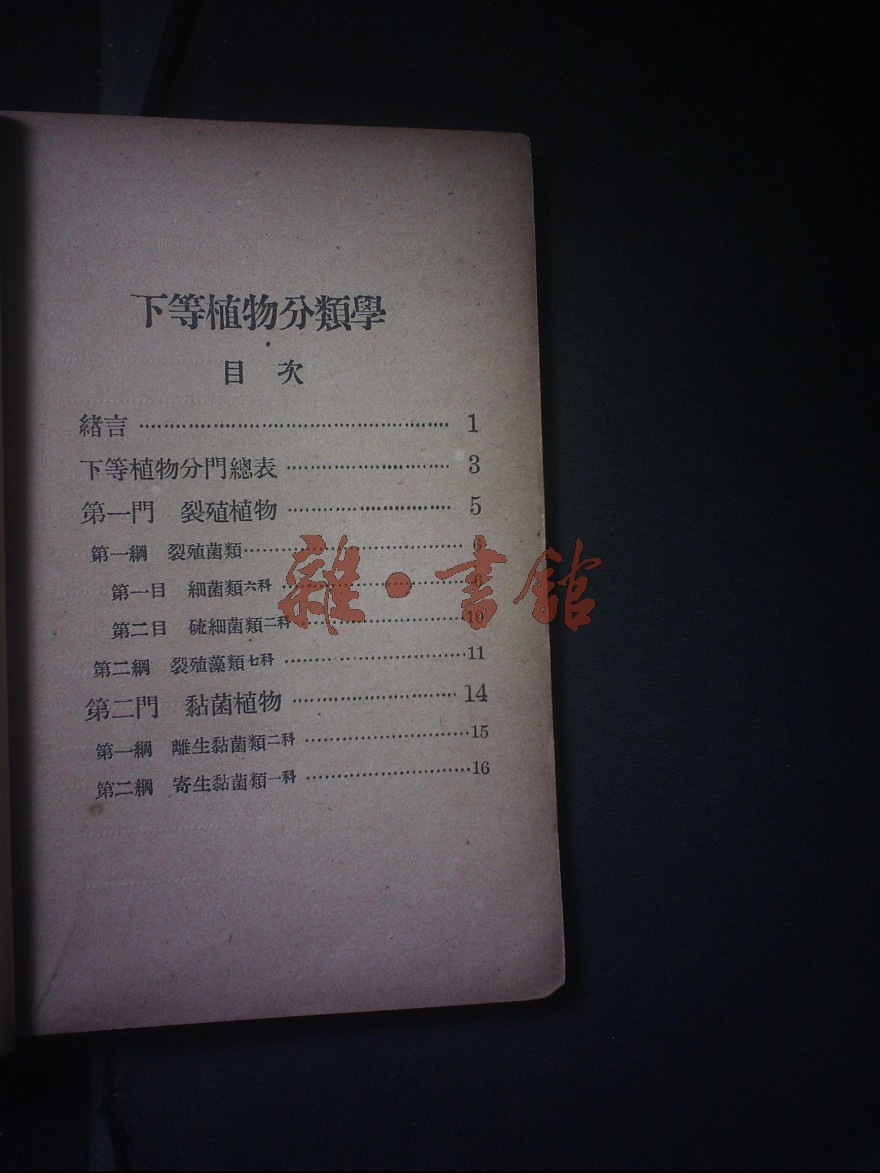 下等植物分類學
目次
緒言 1
下等植物分門總表 3
第一門 裂殖植物 5
第一綱 裂殖菌類 6
第一目 細菌類六科 6
第二目 硫細菌類二科 10
第二綱 裂殖藻類七科 11
第二門 黏菌植物 14
第一綱 離生黏菌類二科 15
第二綱 寄生黏菌類一科 16
雜·書館